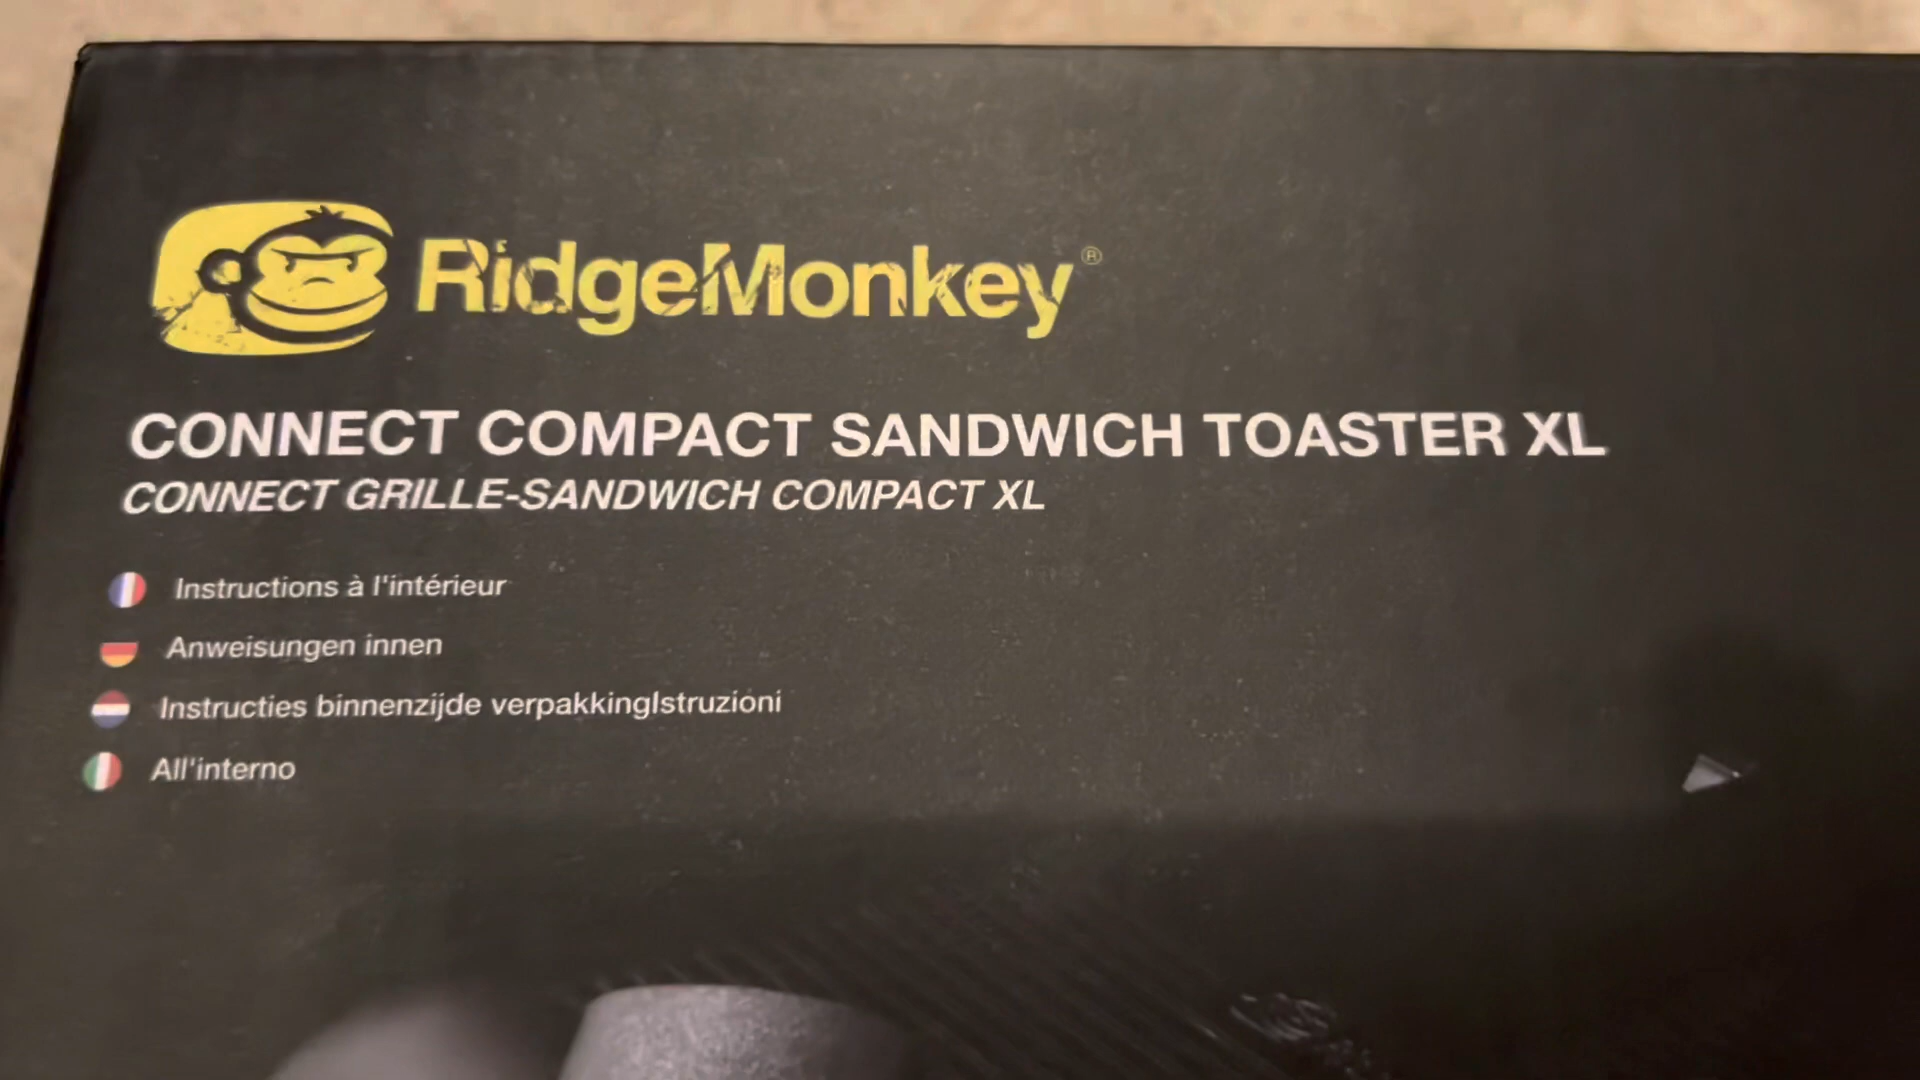 RidgeMonkey®
CONNECT COMPACT SANDWICH TOASTER XL
CONNECT GRILLE-SANDWICH COMPACT XL
Instructions à l'intérieur
Anweisungen innen
Instructies binnenzijde verpakkingIstruzioni
All'interno